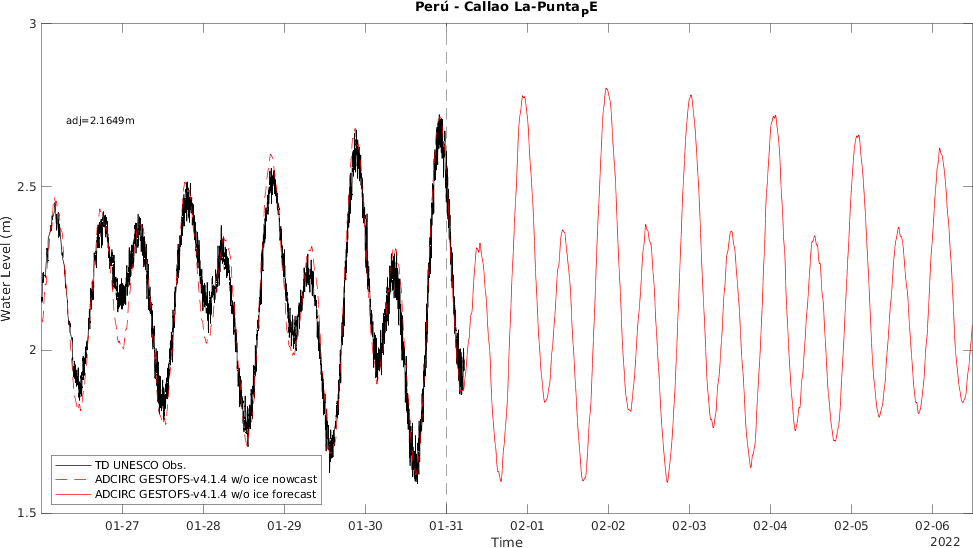 Perú - Callao La-PuntapE
3
adj=2.1649m
2.5
Water Level (m)
2
TD UNESCO Obs.
ADCIRC GESTOFS-v4.1.4 w/o ice nowcast
ADCIRC GESTOFS-v4.1.4 w/o ice forecast
1.5
01-27 01-28 01-29 01-30 01-31 02-01 02-02 02-03 02-04 02-05 02-06
Time 2022